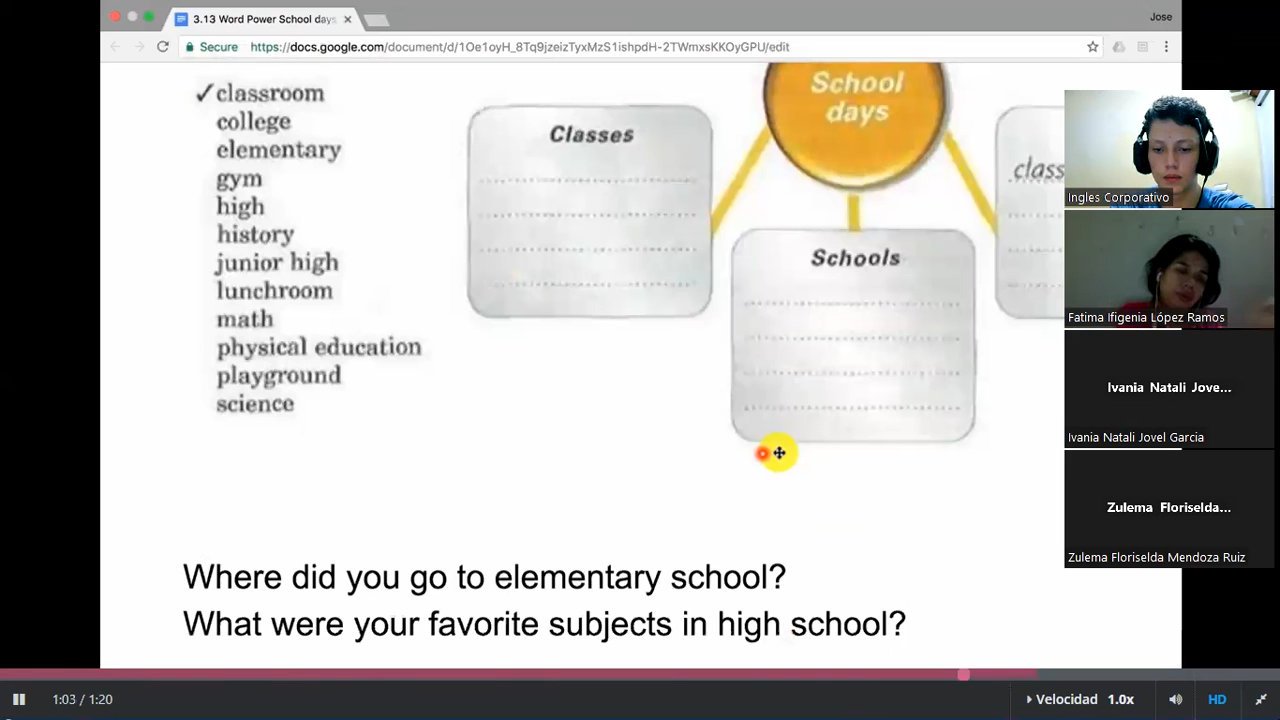 3.13 Word Power School days
Jose
Secure
https://docs.google.com/document/d/1Oe1oyH_8Tq9jzeizTyxMzS1ishpdH-2TWmxsKKOyGPU/edit
✓classroom
college
elementary
gym
high
history
junior high
lunchroom
math
physical education
playground
science
School
days
Classes
Schools
class
Where did you go to elementary school?
What were your favorite subjects in high school?
Ingles Corporativo
Fatima Ifigenia López Ramos
Ivania Natali Jove...
Ivania Natali Jovel Garcia
Zulema Floriselda...
Zulema Floriselda Mendoza Ruiz
1:03 / 1:20
Velocidad 1.0x
HD